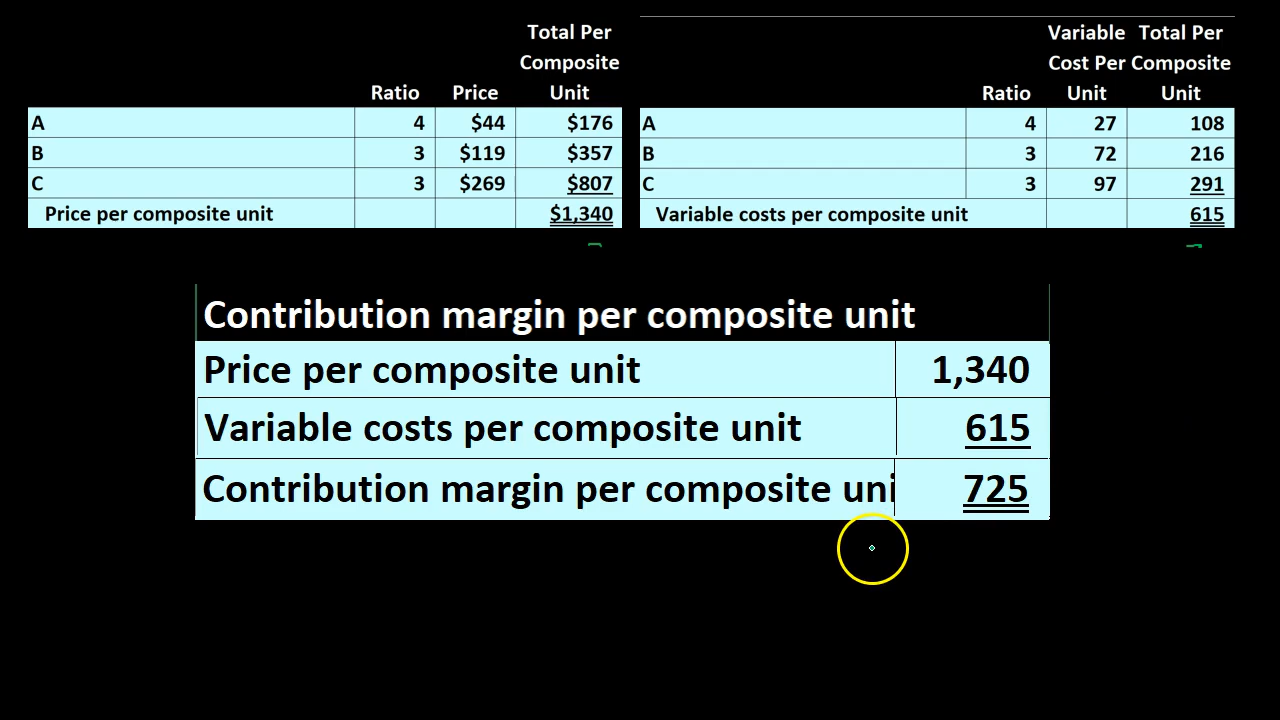 Total Per
Composite
Ratio Price Unit
A 4 $44 $176
B 3 $119 $357
C 3 $269 $807
Price per composite unit $1,340
Variable Total Per
Cost Per Composite
Ratio Unit Unit
A 4 27 108
B 3 72 216
C 3 97 291
Variable costs per composite unit 615
Contribution margin per composite unit
Price per composite unit 1,340
Variable costs per composite unit 615
Contribution margin per composite uni 725